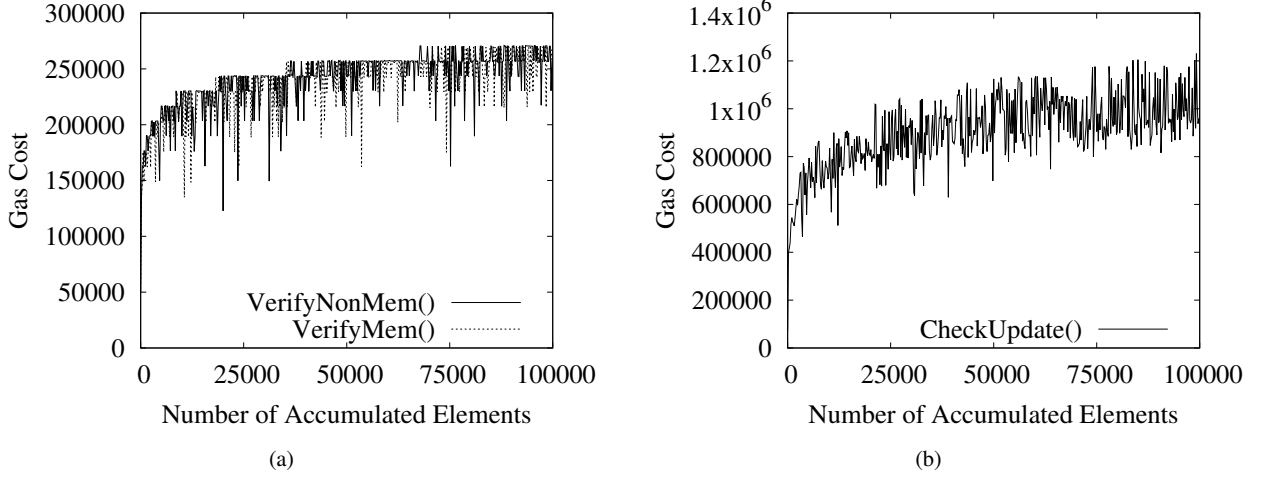 300000
250000
200000
150000
100000
50000
0
Gas Cost
VerifyNonMem()
VerifyMem()
0 25000 50000 75000 100000
Number of Accumulated Elements
(a)
1.4x10^6
1.2x10^6
1x10^6
800000
600000
400000
200000
0
Gas Cost
CheckUpdate()
0 25000 50000 75000 100000
Number of Accumulated Elements
(b)